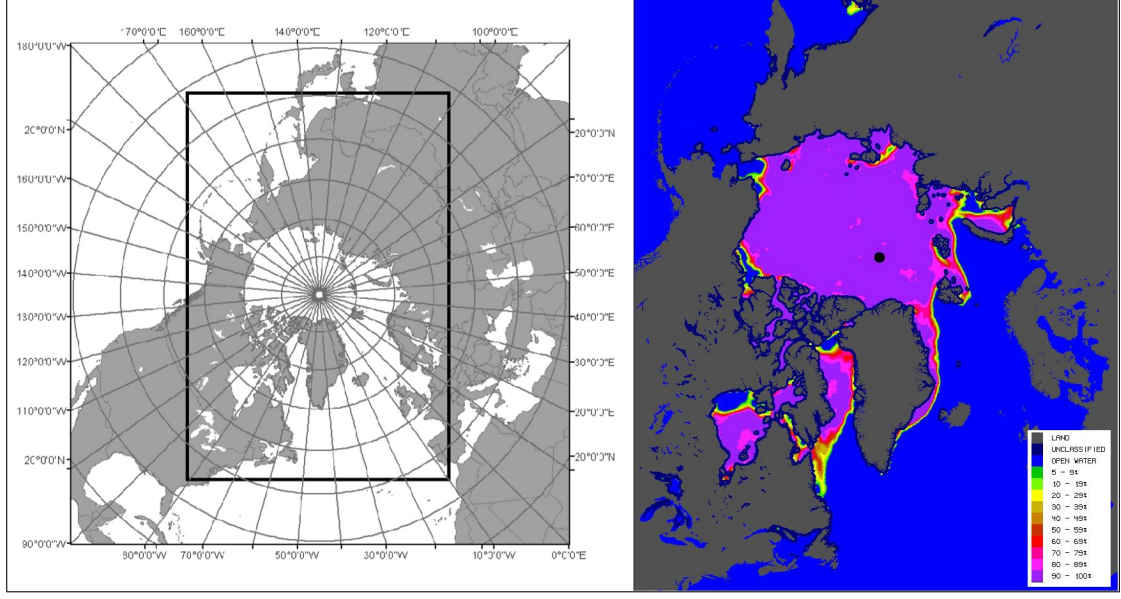 70°0'0"E 160°0'0"E 140°0'0"E 120°0'0"E 100°0'0"E
180°0'0"W
20°0'0"N
160°0'0"W
150°0'0"W
140°0'0"W
130°0'0"W
120°0'0"W
110°0'0"W
20°0'0"N
90°0'0"W
20°0'0"N
70°0'0"E
60°0'0"E
50°0'0"E
40°0'0"E
30°0'0"E
20°0'0"E
20°0'0"N
70°0'0"W 50°0'0"W 30°0'0"W 10°0'0"W 0°0'0"E
LAND
UNCLASSIFIED
OPEN WATER
5 - 9%
10 - 19%
20 - 29%
30 - 39%
40 - 49%
50 - 59%
60 - 69%
70 - 79%
80 - 89%
90 - 100%